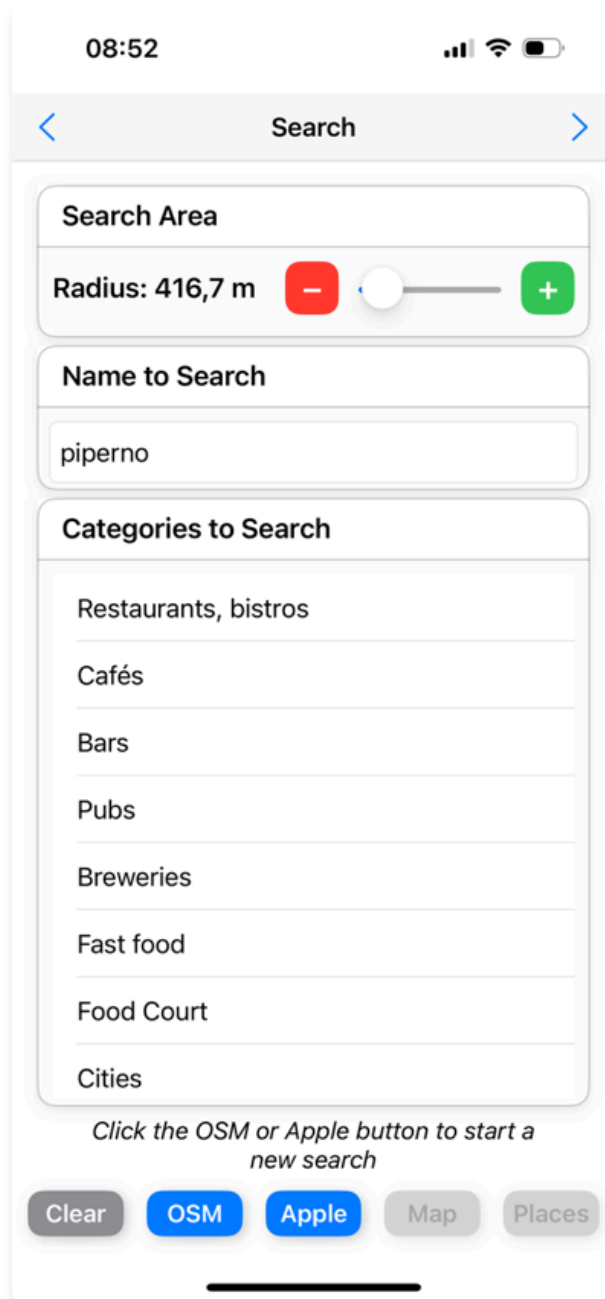 08:52
Search
Search Area
Radius: 416,7 m
Name to Search
piperno
Categories to Search
Restaurants, bistros
Cafés
Bars
Pubs
Breweries
Fast food
Food Court
Cities
Click the OSM or Apple button to start a
new search
Clear OSM Apple Map Places